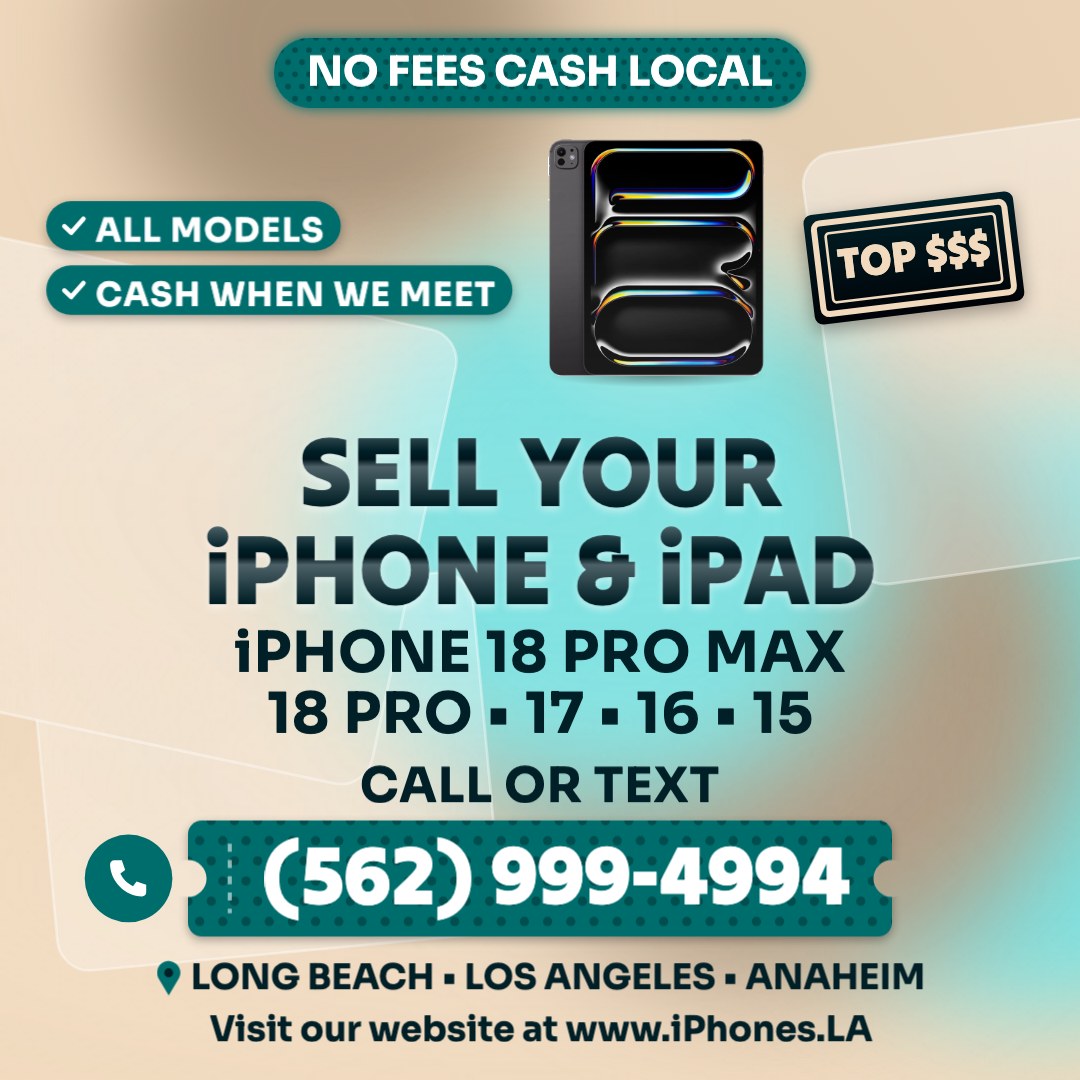 NO FEES CASH LOCAL
✓ ALL MODELS
✓ CASH WHEN WE MEET
TOP $$$
SELL YOUR
iPHONE & iPAD
iPHONE 18 PRO MAX
18 PRO ▪ 17 ▪ 16 ▪ 15
CALL OR TEXT
(562) 999-4994
LONG BEACH ▪ LOS ANGELES ▪ ANAHEIM
Visit our website at www.iPhones.LA